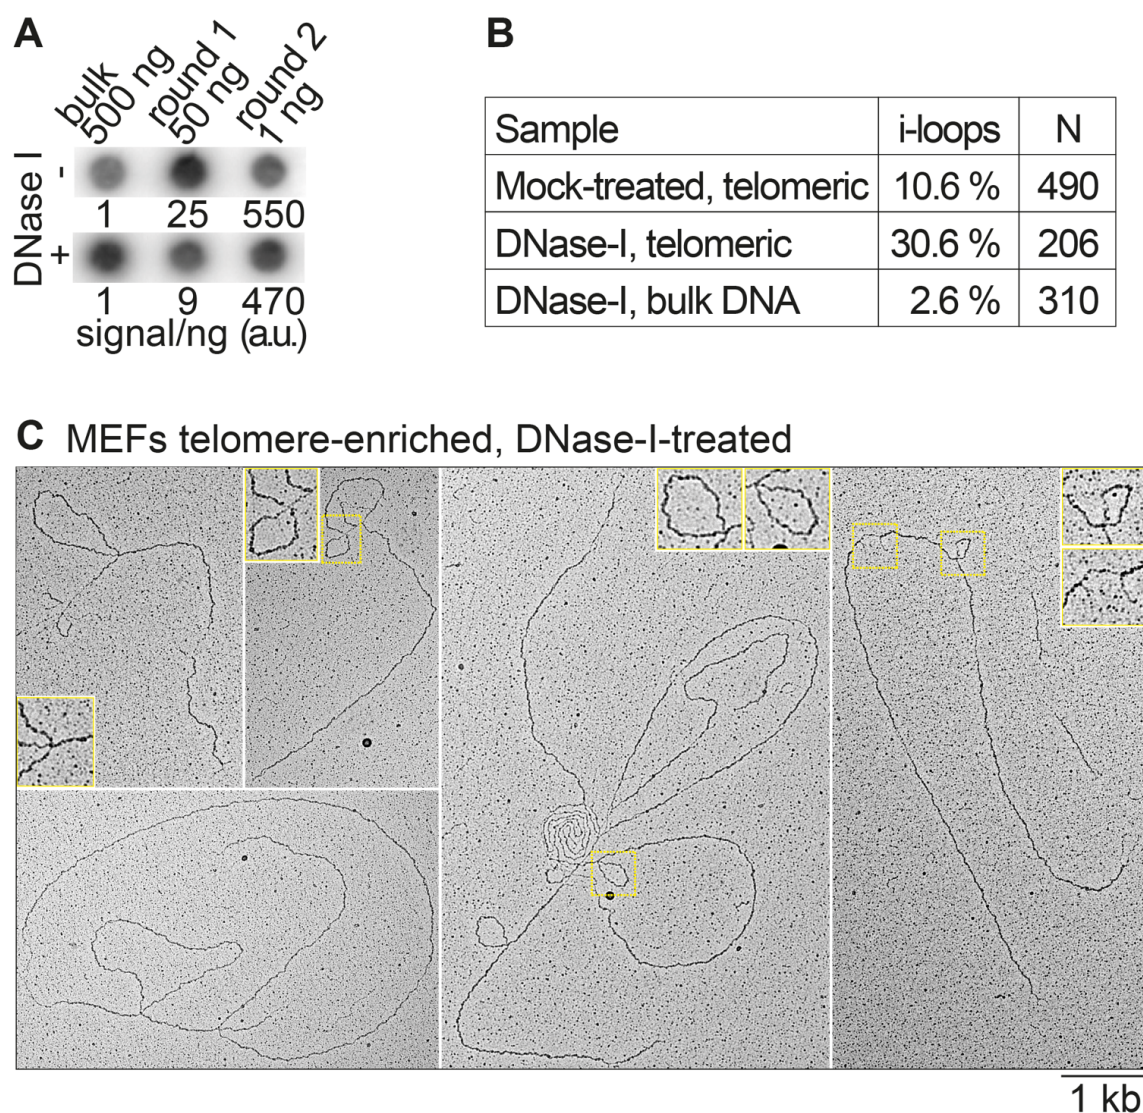 A
bulk
500 ng
round 1
50 ng
round 2
1 ng
DNase I
-
1 25 550
+
1 9 470
signal/ng (a.u.)
B
Sample i-loops N
Mock-treated, telomeric 10.6 % 490
DNase-I, telomeric 30.6 % 206
DNase-I, bulk DNA 2.6 % 310
C MEFs telomere-enriched, DNase-I-treated
1 kb